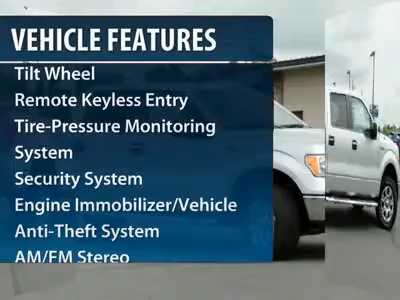 VEHICLE FEATURES
Tilt Wheel
Remote Keyless Entry
Tire-Pressure Monitoring
System
Security System
Engine Immobilizer/Vehicle
Anti-Theft System
AM/FM Stereo